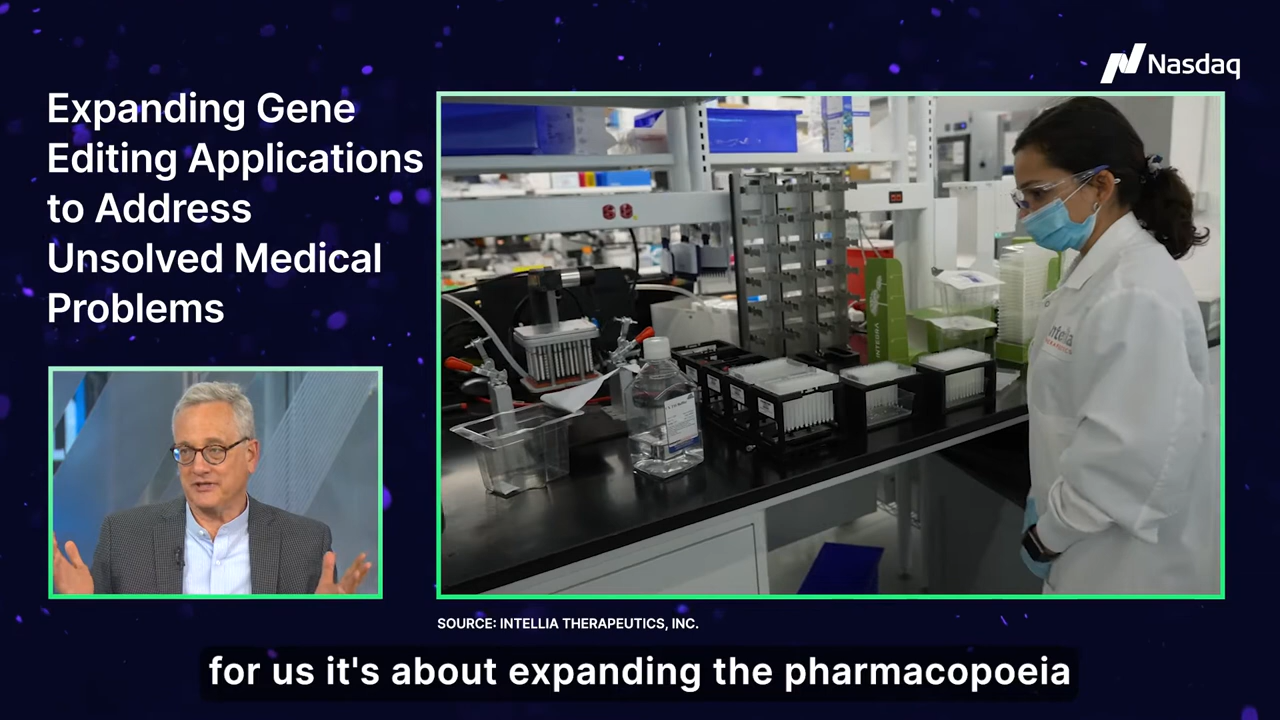 Nasdaq
Expanding Gene
Editing Applications
to Address
Unsolved Medical
Problems
INTEGRA
SOURCE: INTELLIA THERAPEUTICS, INC.
for us it's about expanding the pharmacopoeia